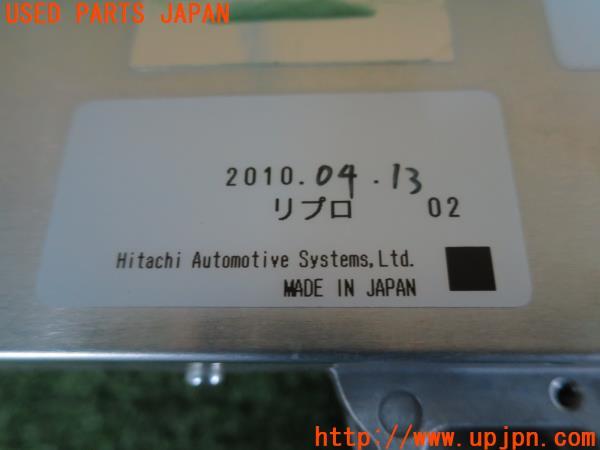 USED PARTS JAPAN
2010.04.13
リプロ 02
Hitachi Automotive Systems,Ltd.
MADE IN JAPAN
http://www.upjpn.com